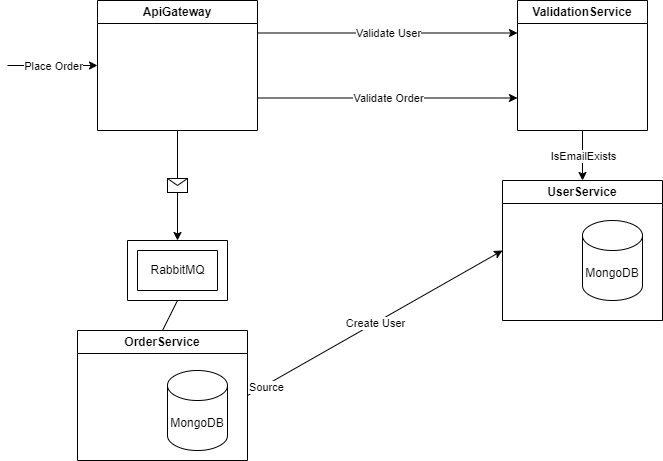 ApiGateway
ValidationService
Validate User
Place Order
Validate Order
IsEmailExists
UserService
MongoDB
RabbitMQ
Create User
OrderService
Source
MongoDB